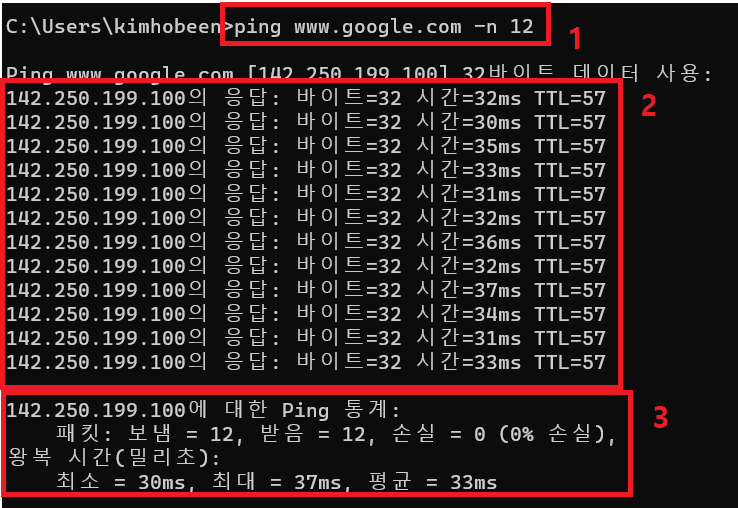 C:\Users\kimhobeen>ping www.google.com -n 12
1
Ping www.google.com [142.250.199.100] 32바이트 데이터 사용:
142.250.199.100의 응답: 바이트=32 시간=32ms TTL=57
2
142.250.199.100의 응답: 바이트=32 시간=30ms TTL=57
142.250.199.100의 응답: 바이트=32 시간=35ms TTL=57
142.250.199.100의 응답: 바이트=32 시간=33ms TTL=57
142.250.199.100의 응답: 바이트=32 시간=31ms TTL=57
142.250.199.100의 응답: 바이트=32 시간=32ms TTL=57
142.250.199.100의 응답: 바이트=32 시간=36ms TTL=57
142.250.199.100의 응답: 바이트=32 시간=32ms TTL=57
142.250.199.100의 응답: 바이트=32 시간=37ms TTL=57
142.250.199.100의 응답: 바이트=32 시간=34ms TTL=57
142.250.199.100의 응답: 바이트=32 시간=31ms TTL=57
142.250.199.100의 응답: 바이트=32 시간=33ms TTL=57
142.250.199.100에 대한 Ping 통계:
3
패킷: 보냄 = 12, 받음 = 12, 손실 = 0 (0% 손실),
왕복 시간(밀리초):
최소 = 30ms, 최대 = 37ms, 평균 = 33ms